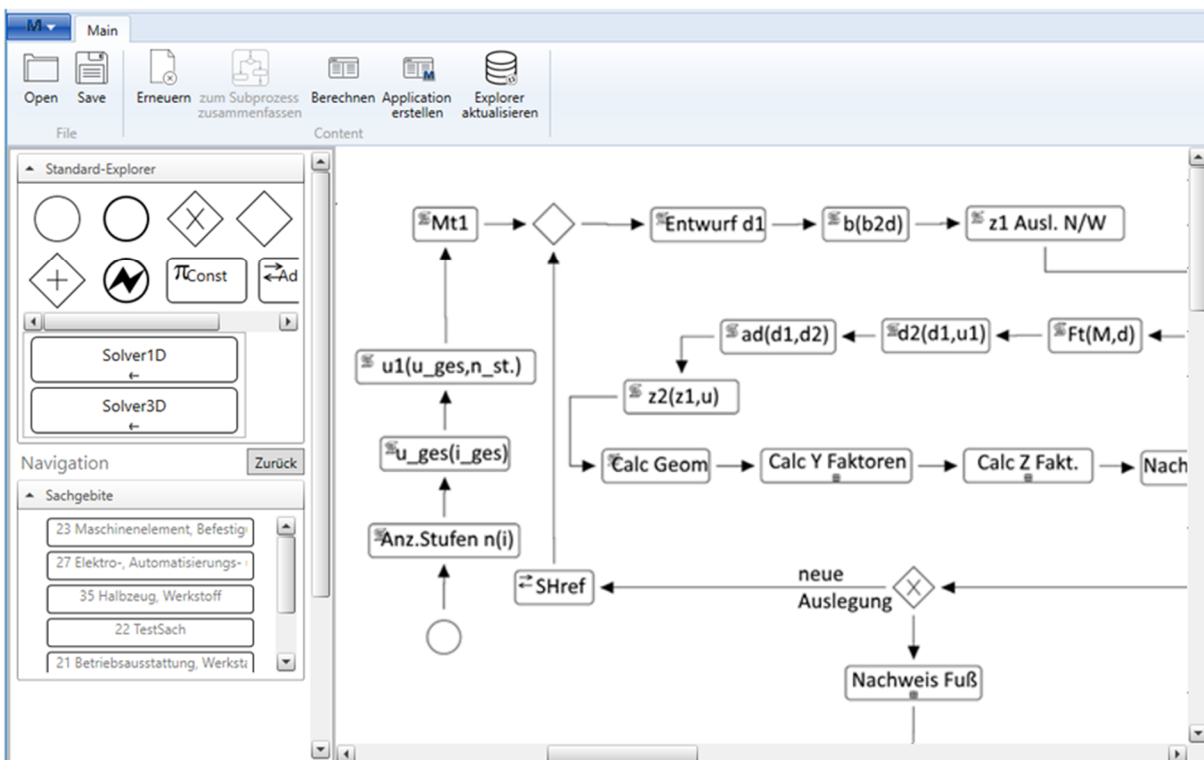 M
Main
Open
Save
Erneuern
zum Subprozess
zusammenfassen
Berechnen
Application
erstellen
Explorer
aktualisieren
File
Content
Standard-Explorer
πConst
Ad
Solver1D
Solver3D
Navigation
Zurück
Sachgebite
23 Maschinenelement, Befestig
27 Elektro-, Automatisierungs-
35 Halbzeug, Werkstoff
22 TestSach
21 Betriebsausstattung, Werksta
Mt1
Entwurf d1
b(b2d)
z1 Ausl. N/W
ad(d1,d2)
d2(d1,u1)
Ft(M,d)
u1(u_ges,n_st.)
z2(z1,u)
u_ges(i_ges)
Calc Geom
Calc Y Faktoren
Calc Z Fakt.
Nach
Anz.Stufen n(i)
SHref
neue
Auslegung
Nachweis Fuß